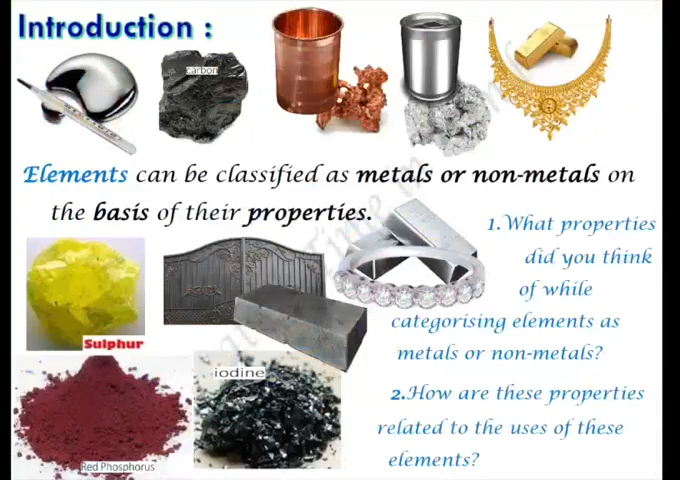 Introduction :
carbon
Elements can be classified as metals or non-metals on
the basis of their properties.
1.What properties
did you think
of while
categorising elements as
metals or non-metals?
Sulphur
iodine
2.How are these properties
related to the uses of these
elements?
Red Phosphorus